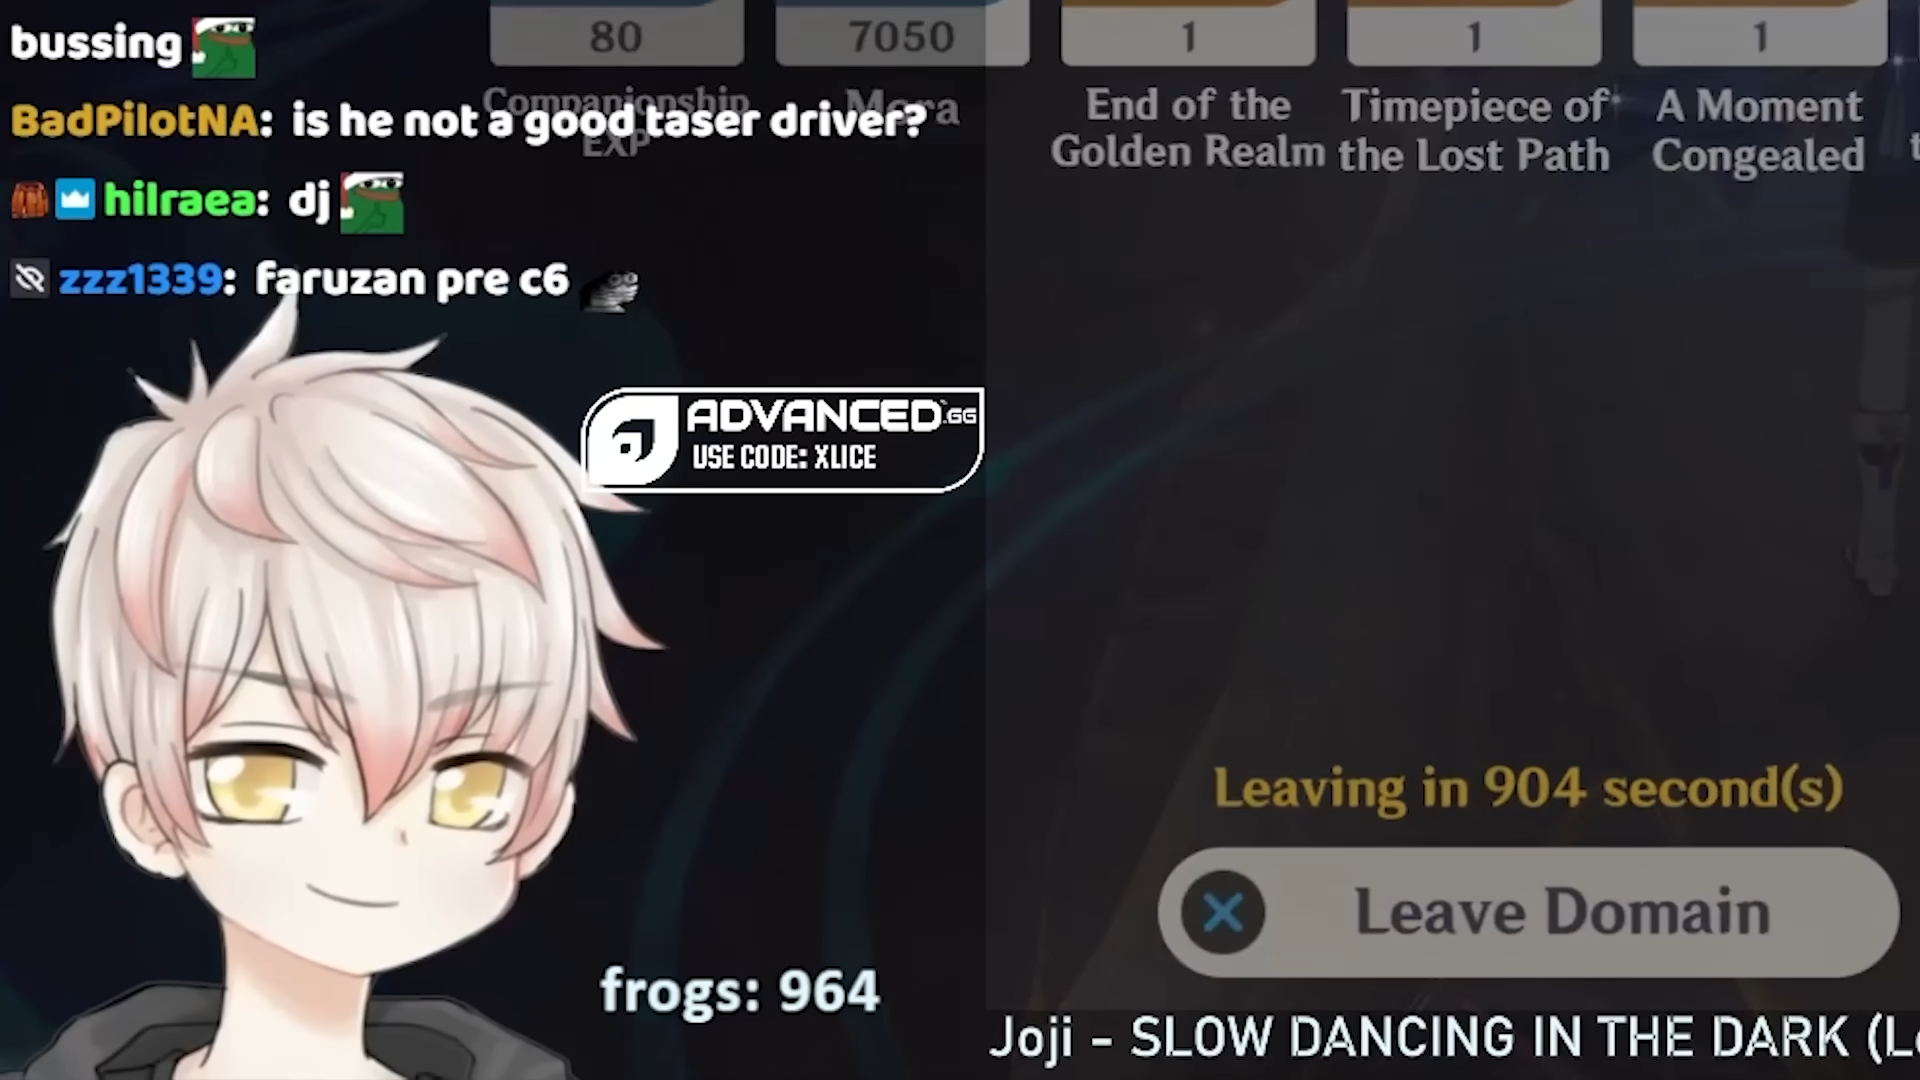 bussing
80
7050
1
1
1
Companionship
EXP
Mora
End of the
Golden Realm
Timepiece of
the Lost Path
A Moment
Congealed
BadPilotNA: is he not a good taser driver?
hilraea: dj
zzz1339: faruzan pre c6
ADVANCED.GG
USE CODE: XLICE
Leaving in 904 second(s)
Leave Domain
frogs: 964
Joji - SLOW DANCING IN THE DARK (